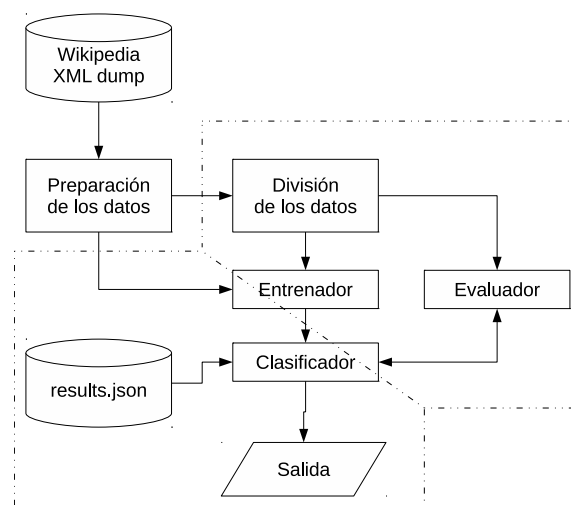 Wikipedia
XML dump
Preparación
de los datos
División
de los datos
Entrenador
Evaluador
Clasificador
results.json
Salida